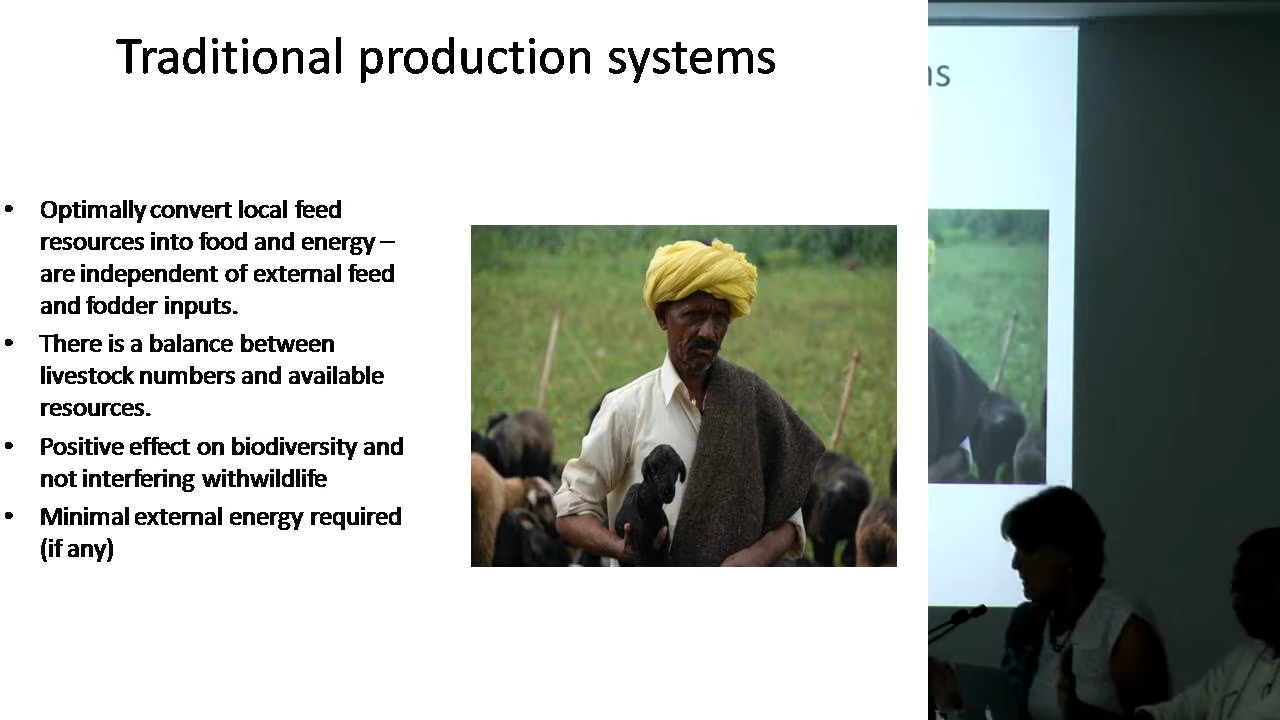 Traditional production systems
• Optimally convert local feed
resources into food and energy –
are independent of external feed
and fodder inputs.
• There is a balance between
livestock numbers and available
resources.
• Positive effect on biodiversity and
not interfering withwildlife
• Minimal external energy required
(if any)
ns